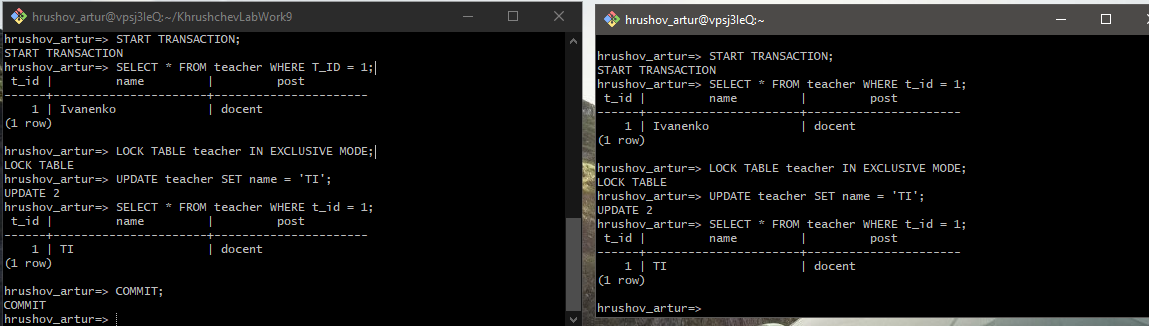 hrushov_artur@vpsj3leQ:~/KhrushchevLabWork9
hrushov_artur=> START TRANSACTION;
START TRANSACTION
hrushov_artur=> SELECT * FROM teacher WHERE T_ID = 1;
 t_id |         name         |         post
------+----------------------+----------------------
    1 | Ivanenko             | docent
(1 row)
hrushov_artur=> LOCK TABLE teacher IN EXCLUSIVE MODE;
LOCK TABLE
hrushov_artur=> UPDATE teacher SET name = 'TI';
UPDATE 2
hrushov_artur=> SELECT * FROM teacher WHERE t_id = 1;
 t_id |         name         |         post
------+----------------------+----------------------
    1 | TI                   | docent
(1 row)
hrushov_artur=> COMMIT;
COMMIT
hrushov_artur=>
hrushov_artur@vpsj3leQ:~
hrushov_artur=> START TRANSACTION;
START TRANSACTION
hrushov_artur=> SELECT * FROM teacher WHERE t_id = 1;
 t_id |         name         |         post
------+----------------------+----------------------
    1 | Ivanenko             | docent
(1 row)
hrushov_artur=> LOCK TABLE teacher IN EXCLUSIVE MODE;
LOCK TABLE
hrushov_artur=> UPDATE teacher SET name = 'TI';
UPDATE 2
hrushov_artur=> SELECT * FROM teacher WHERE t_id = 1;
 t_id |         name         |         post
------+----------------------+----------------------
    1 | TI                   | docent
(1 row)
hrushov_artur=>